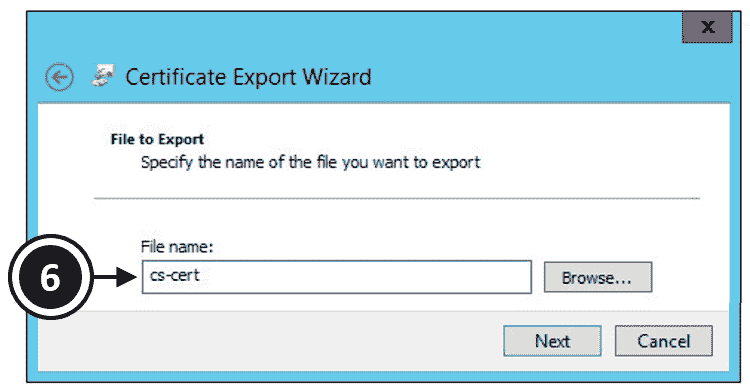 x
Certificate Export Wizard
File to Export
Specify the name of the file you want to export
File name:
6
cs-cert
Browse...
Next
Cancel